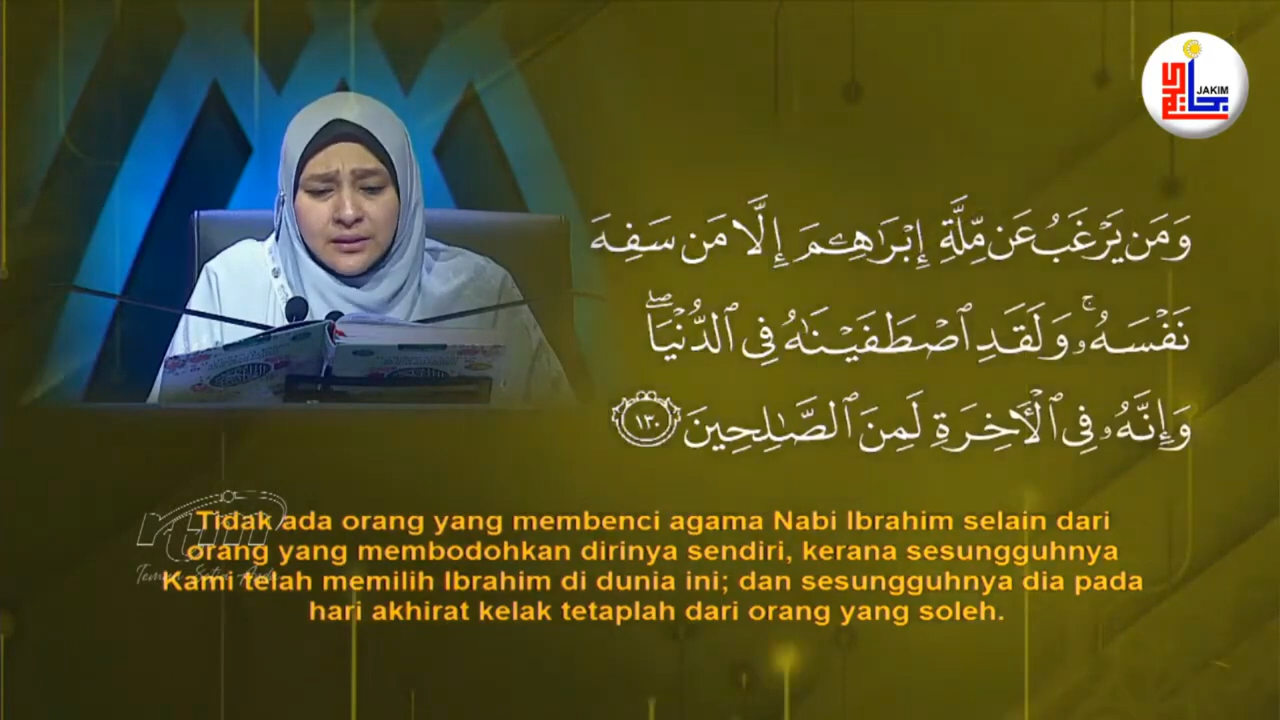 JAKIM
وَمَن يَرْغَبُ عَن مِّلَّةِ إِبْرَٰهِـۧمَ إِلَّا مَن سَفِهَ
نَفْسَهُۥ ۚ وَلَقَدِ ٱصْطَفَيْنَـٰهُ فِى ٱلدُّنْيَا ۖ
وَإِنَّهُۥ فِى ٱلْـَٔاخِرَةِ لَمِنَ ٱلصَّـٰلِحِينَ ١٣٠
Tidak ada orang yang membenci agama Nabi Ibrahim selain dari
orang yang membodohkan dirinya sendiri, kerana sesungguhnya
Kami telah memilih Ibrahim di dunia ini; dan sesungguhnya dia pada
hari akhirat kelak tetaplah dari orang yang soleh.
rtm